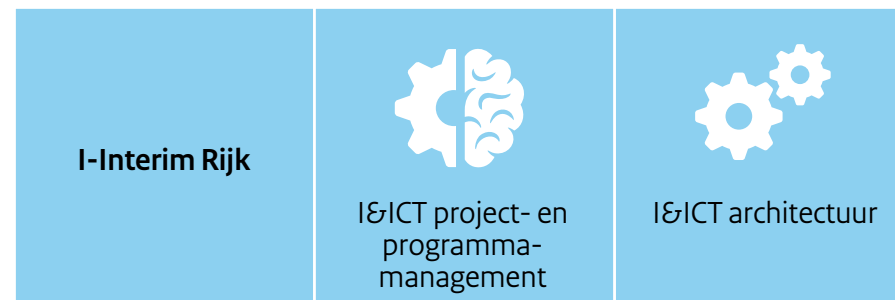 I-Interim Rijk
I&ICT project- en
programma-
management
I&ICT architectuur